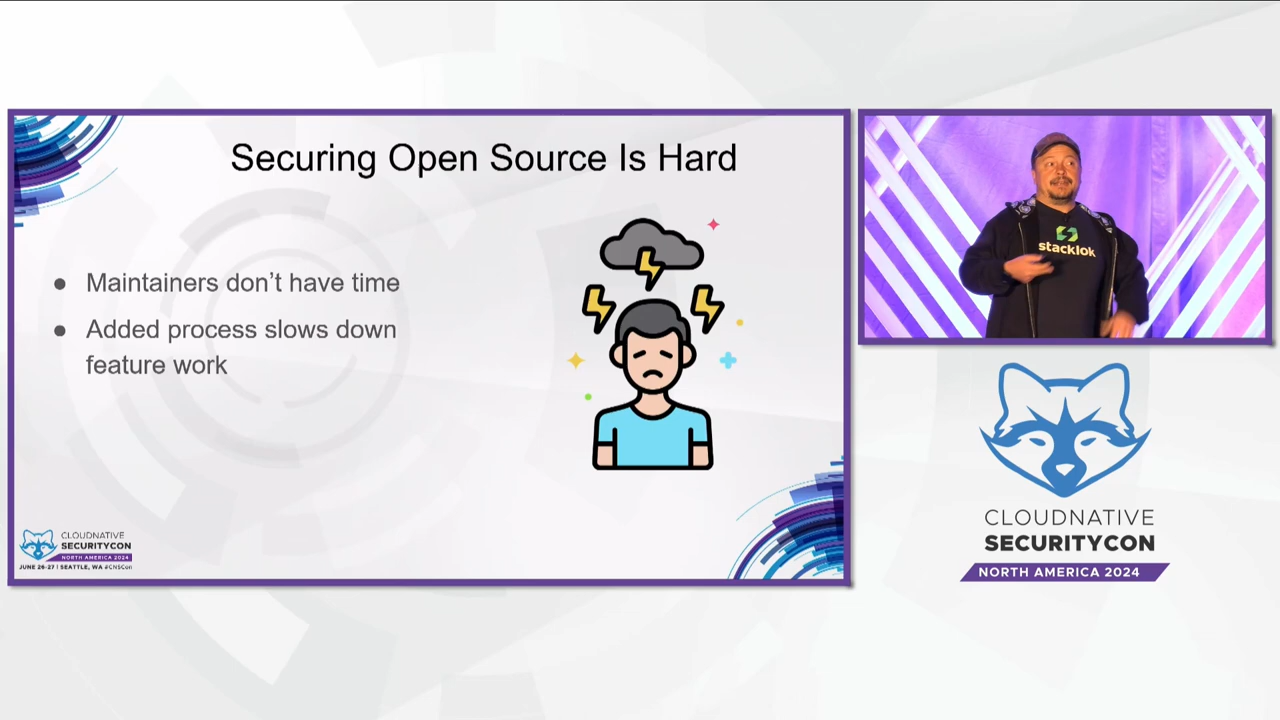 Securing Open Source Is Hard
● Maintainers don’t have time
● Added process slows down
feature work
CLOUDNATIVE
SECURITYCON
NORTH AMERICA 2024
JUNE 26-27 | SEATTLE, WA #CNSCon
stacklok
CLOUDNATIVE
SECURITYCON
NORTH AMERICA 2024